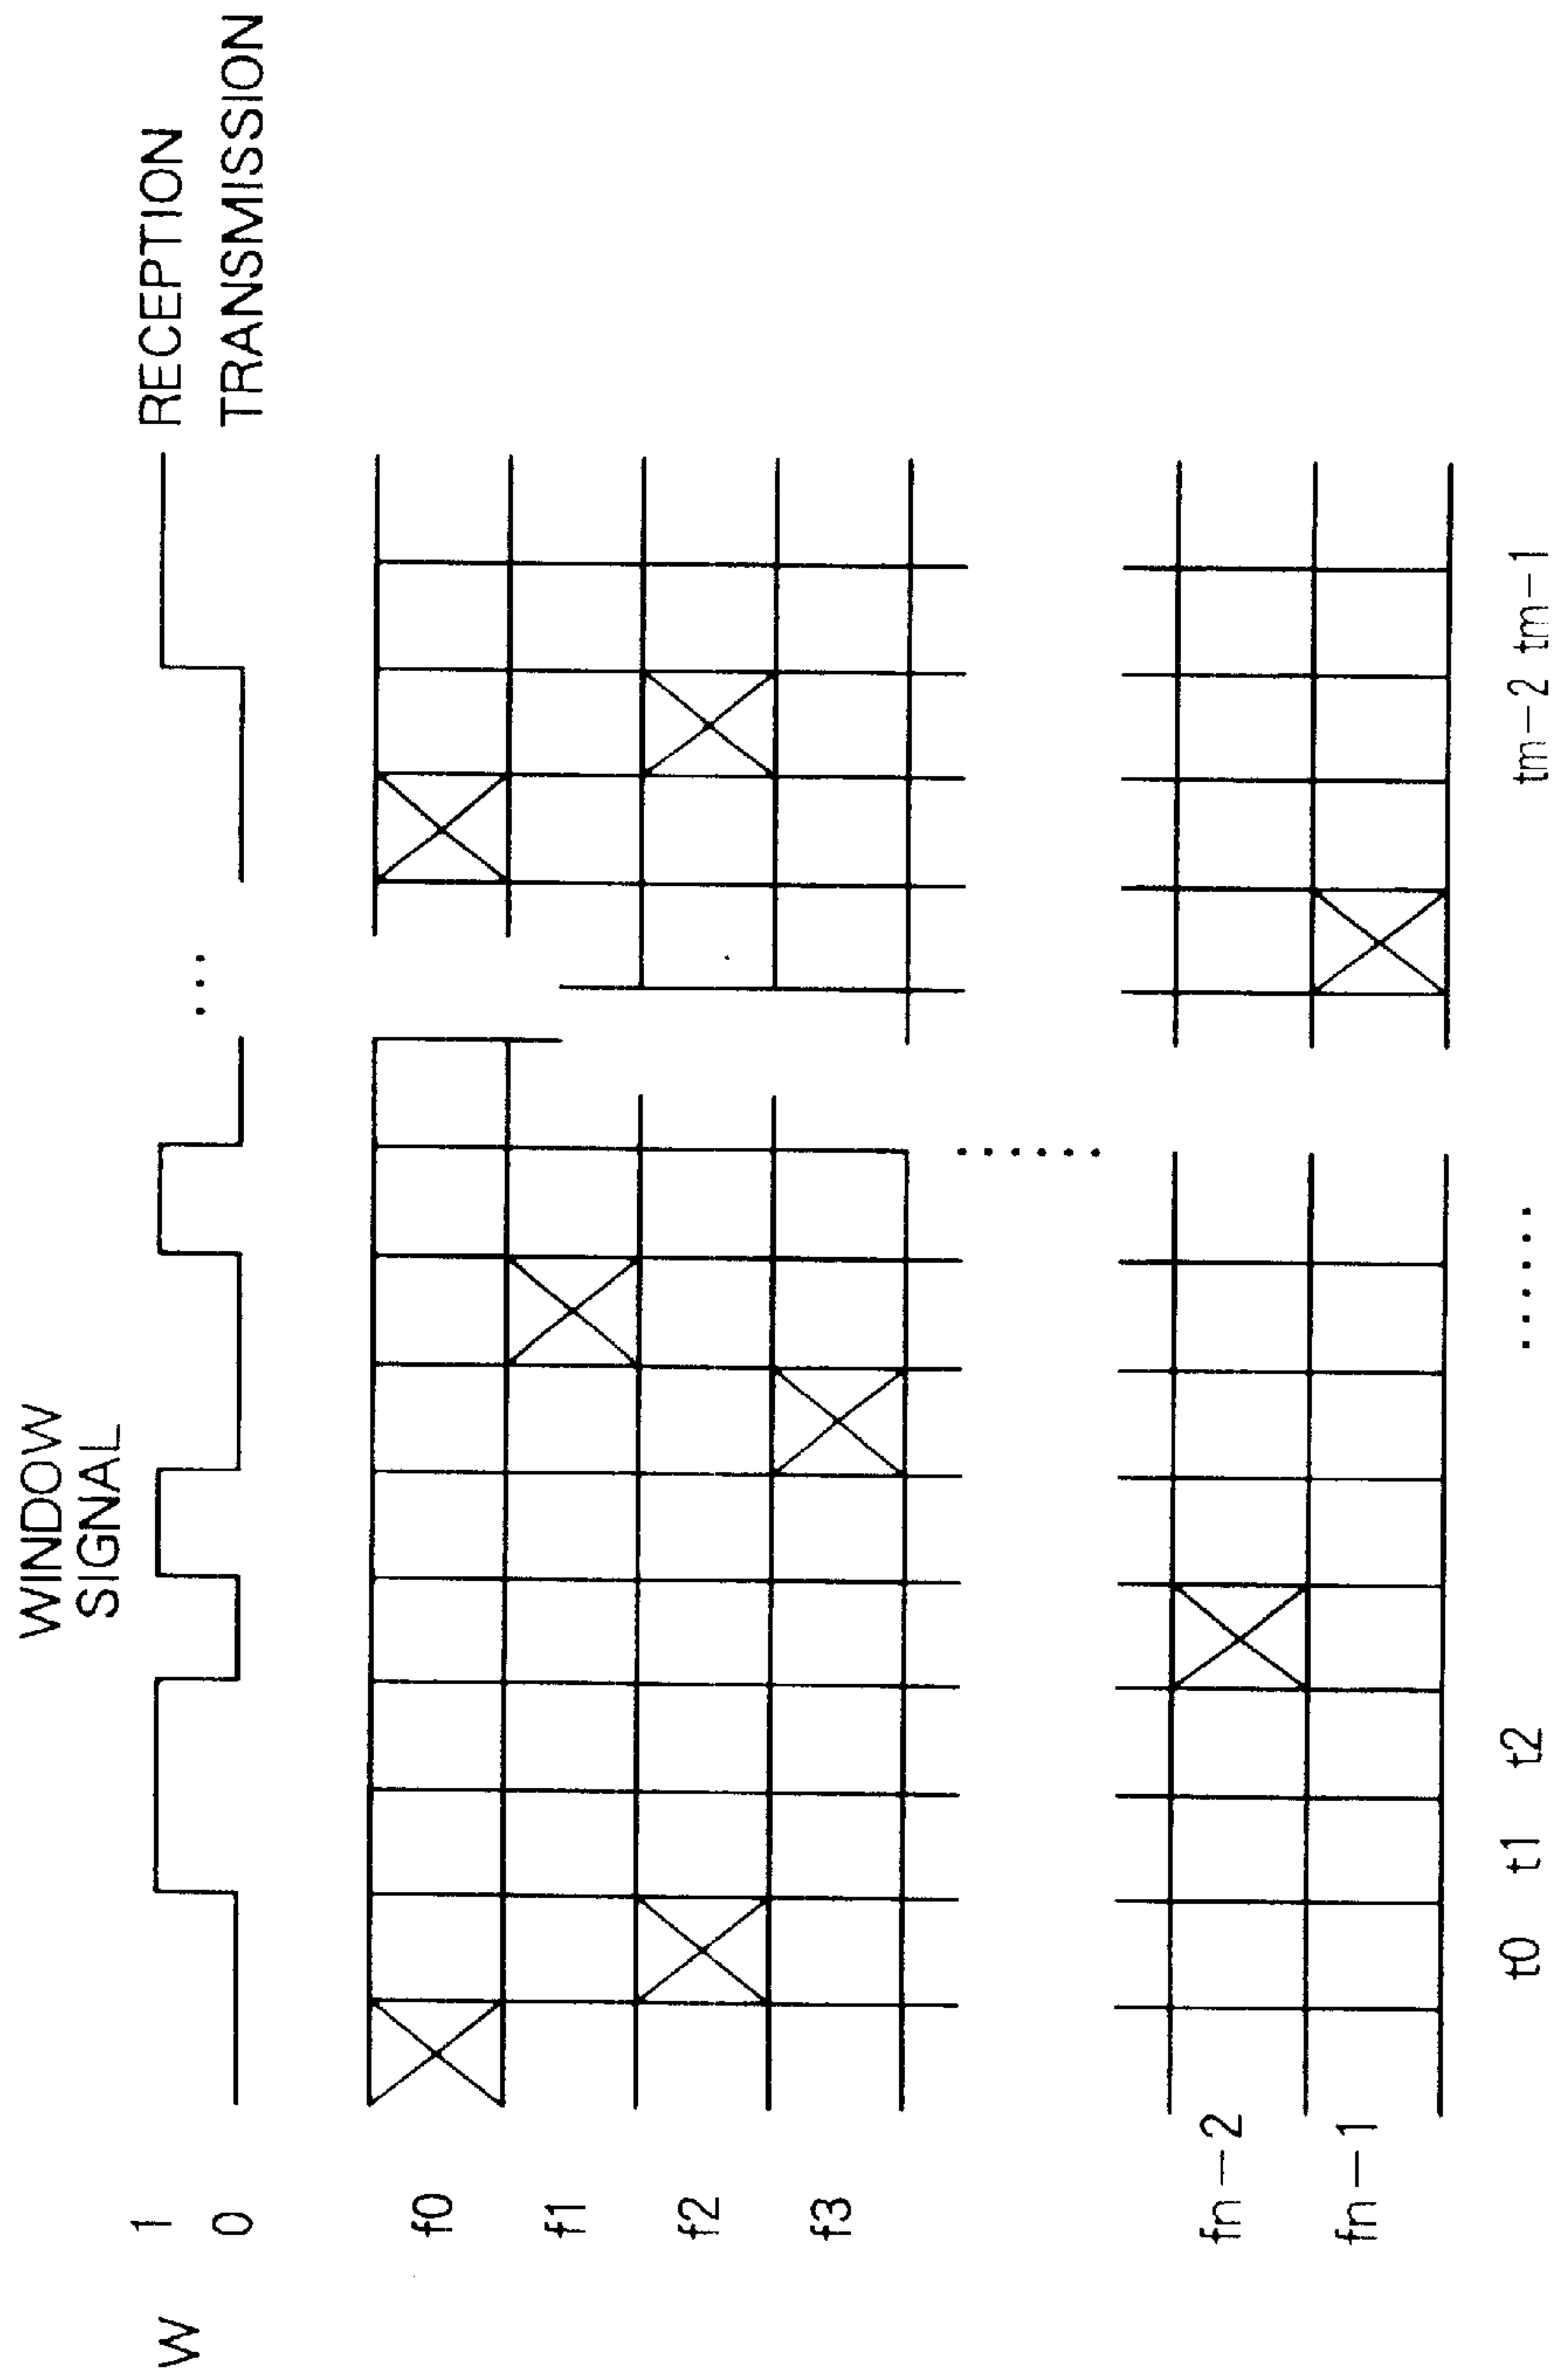 WINDOW
SIGNAL
W
1 RECEPTION
0 TRANSMISSION
...
f0
f1
f2
f3
......
fn-2
fn-1
t0 t1 t2 ...... tm-2 tm-1